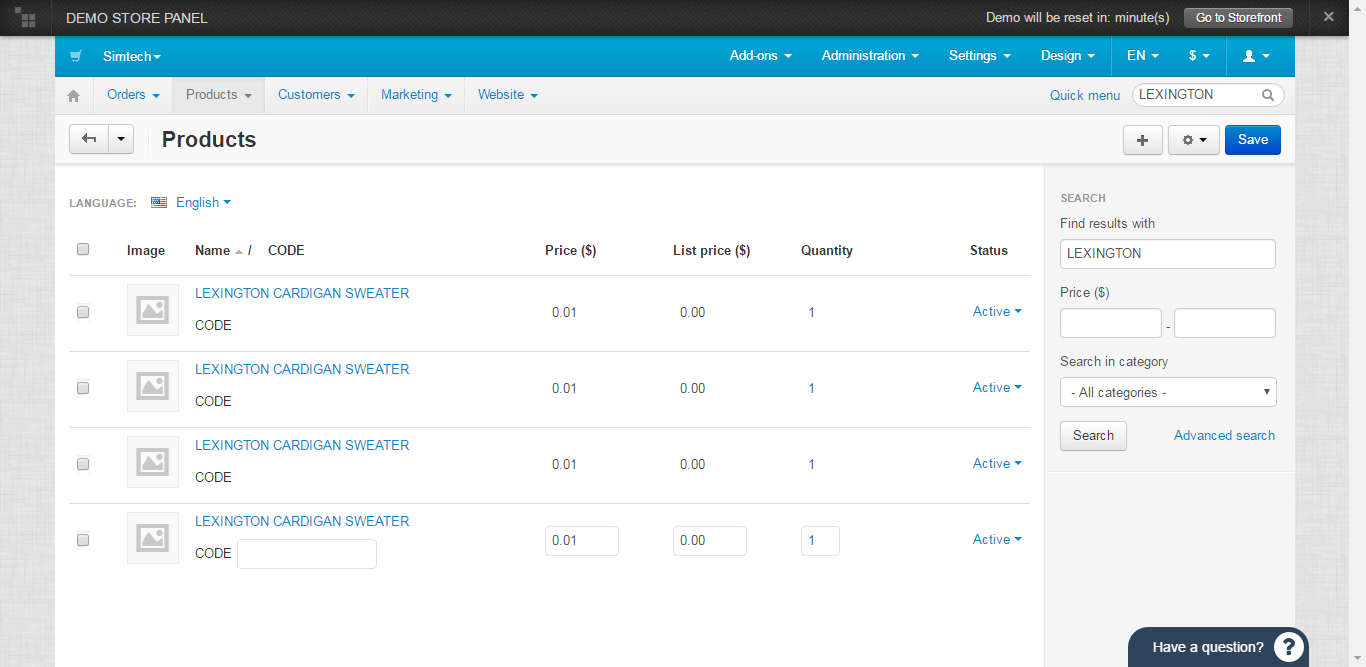 DEMO STORE PANEL Demo will be reset in: minute(s) Go to Storefront
Simtech Add-ons Administration Settings Design EN $
Orders Products Customers Marketing Website Quick menu LEXINGTON
Products Save
LANGUAGE: English
Image Name / CODE Price ($) List price ($) Quantity Status
LEXINGTON CARDIGAN SWEATER
CODE
0.01 0.00 1 Active
LEXINGTON CARDIGAN SWEATER
CODE
0.01 0.00 1 Active
LEXINGTON CARDIGAN SWEATER
CODE
0.01 0.00 1 Active
LEXINGTON CARDIGAN SWEATER
CODE
0.01 0.00 1 Active
SEARCH
Find results with
LEXINGTON
Price ($)
-
Search in category
- All categories -
Search Advanced search
Have a question? ?